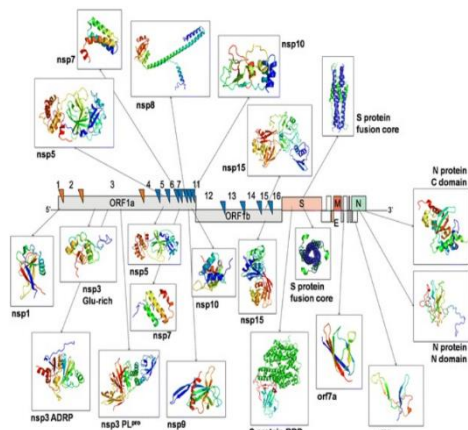 nsp7
nsp8
nsp10
nsp5
nsp15
S protein
fusion core
N protein
C domain
1 2 3 4 5 6 7 11
12 13 14 15 16
ORF1a
ORF1b
S
M
N
E
5'
3'
nsp1
nsp3
Glu-rich
nsp5
nsp7
nsp10
nsp15
S protein
fusion core
N protein
N domain
nsp3 ADRP
nsp3 PLpro
nsp9
orf7a